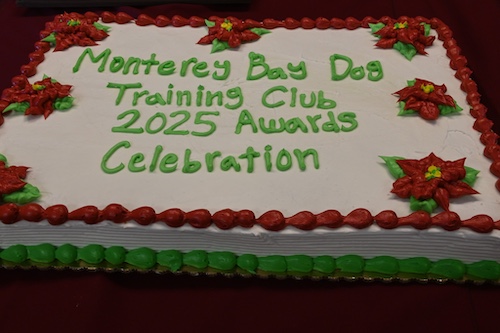 Monterey Bay Dog
Training Club
2025 Awards
Celebration